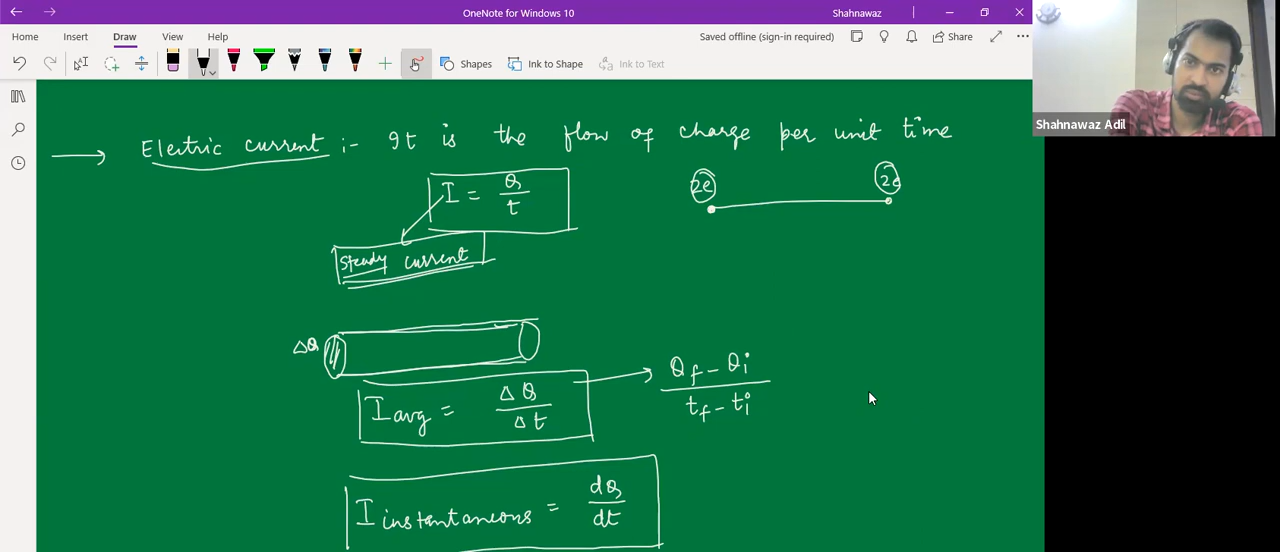 OneNote for Windows 10
Shahnawaz
Home Insert Draw View Help
Saved offline (sign-in required)
Share
Shapes
Ink to Shape
Ink to Text
Shahnawaz Adil
Electric current :- It is the flow of charge per unit time
I = Q/t
2e 2e
Steady current
ΔQ
I avg = ΔQ/Δt
Qf - Qi / tf - ti
I instantaneous = dQ/dt